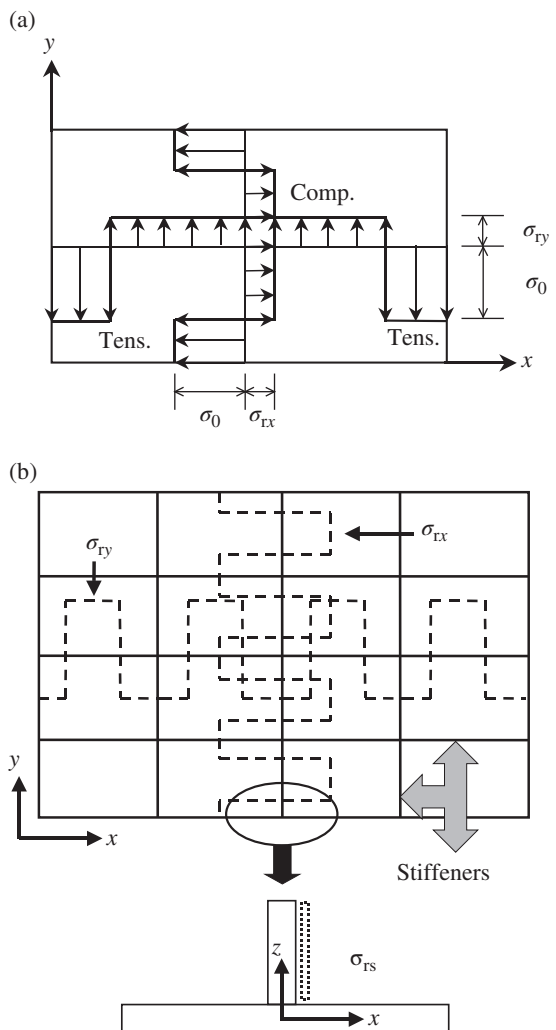 (a)
y
Comp.
σry
σ0
Tens.
Tens.
x
σ0
σrx
(b)
σry
σrx
y
x
Stiffeners
z
σrs
x